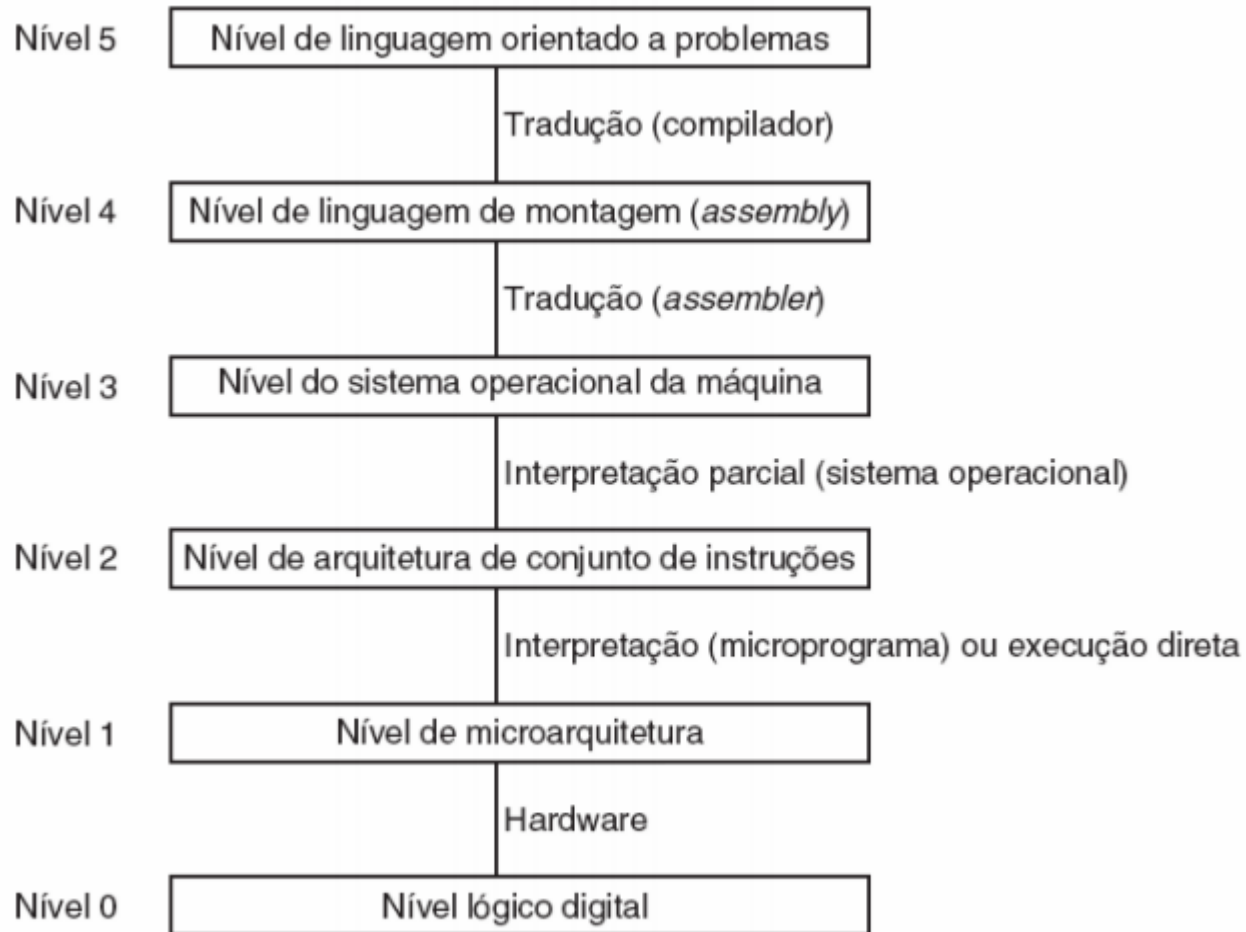 Nível 5 Nível de linguagem orientado a problemas
Tradução (compilador)
Nível 4 Nível de linguagem de montagem (assembly)
Tradução (assembler)
Nível 3 Nível do sistema operacional da máquina
Interpretação parcial (sistema operacional)
Nível 2 Nível de arquitetura de conjunto de instruções
Interpretação (microprograma) ou execução direta
Nível 1 Nível de microarquitetura
Hardware
Nível 0 Nível lógico digital